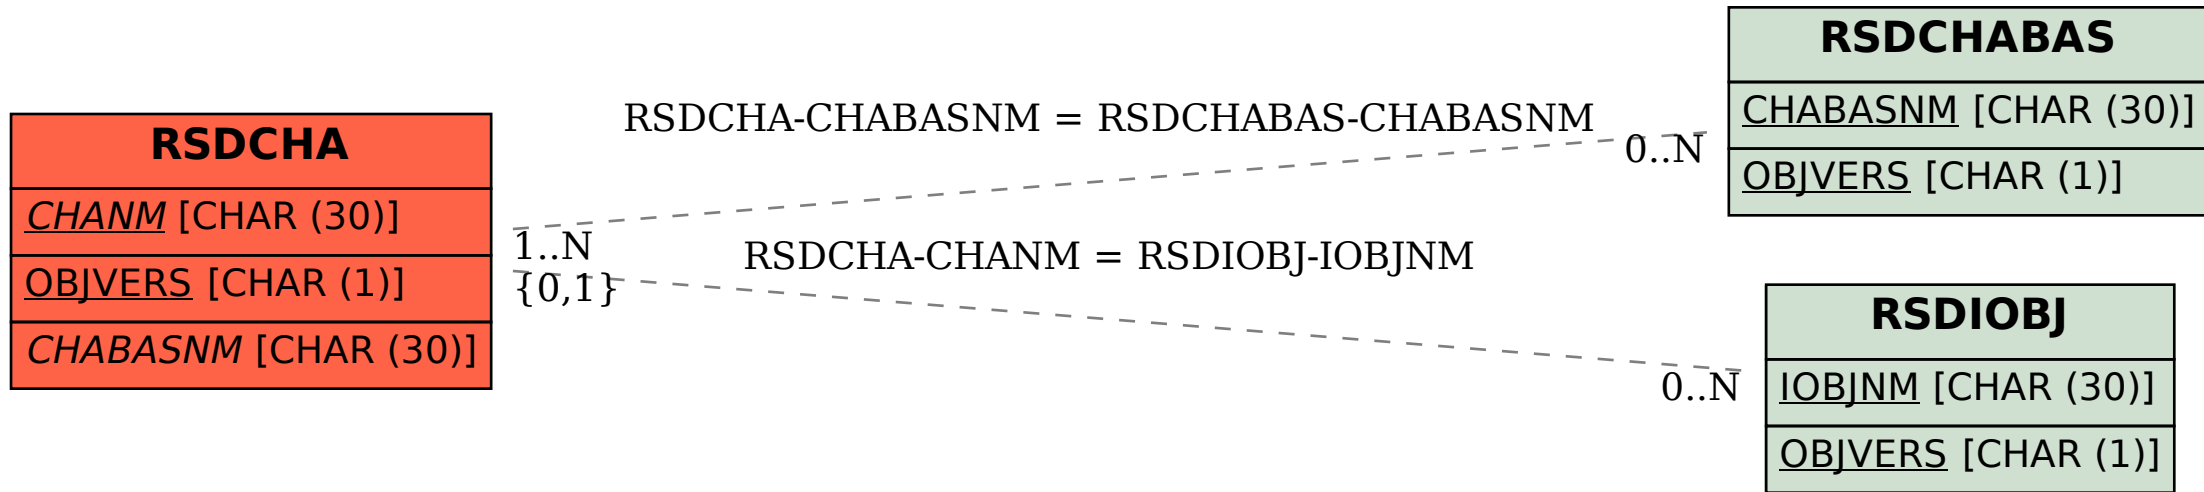 RSDCHA
CHANM [CHAR (30)]
OBJVERS [CHAR (1)]
CHABASNM [CHAR (30)]
RSDCHA-CHABASNM = RSDCHABAS-CHABASNM
0..N
1..N
{0,1}
RSDCHA-CHANM = RSDIOBJ-IOBJNM
0..N
RSDCHABAS
CHABASNM [CHAR (30)]
OBJVERS [CHAR (1)]
RSDIOBJ
IOBJNM [CHAR (30)]
OBJVERS [CHAR (1)]